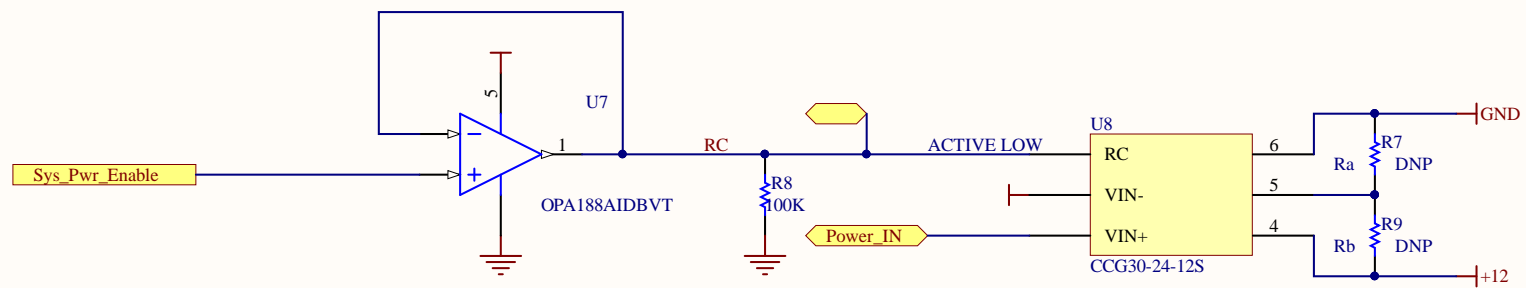 5
U7
1
RC
ACTIVE LOW
U8
RC
6
GND
R7
Ra
DNP
Sys_Pwr_Enable
R8
100K
OPA188AIDBVT
VIN-
5
Power_IN
VIN+
4
R9
Rb
DNP
CCG30-24-12S
+12